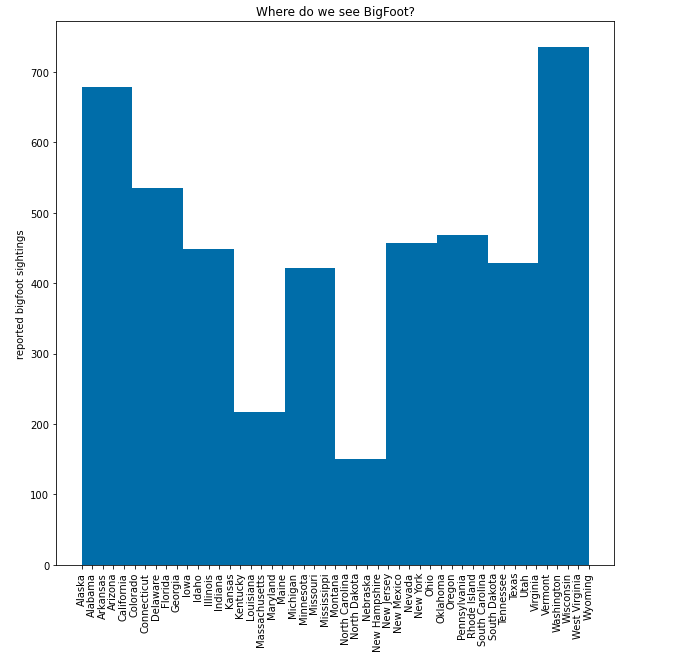 Where do we see BigFoot?
reported bigfoot sightings
700
600
500
400
300
200
100
0
Alaska
Alabama
Arkansas
Arizona
California
Colorado
Connecticut
Delaware
Florida
Georgia
Iowa
Idaho
Illinois
Indiana
Kansas
Kentucky
Louisiana
Massachusetts
Maryland
Maine
Michigan
Minnesota
Missouri
Mississippi
Montana
North Carolina
North Dakota
Nebraska
New Hampshire
New Jersey
New Mexico
Nevada
New York
Ohio
Oklahoma
Oregon
Pennsylvania
Rhode Island
South Carolina
South Dakota
Tennessee
Texas
Utah
Virginia
Vermont
Washington
Wisconsin
West Virginia
Wyoming